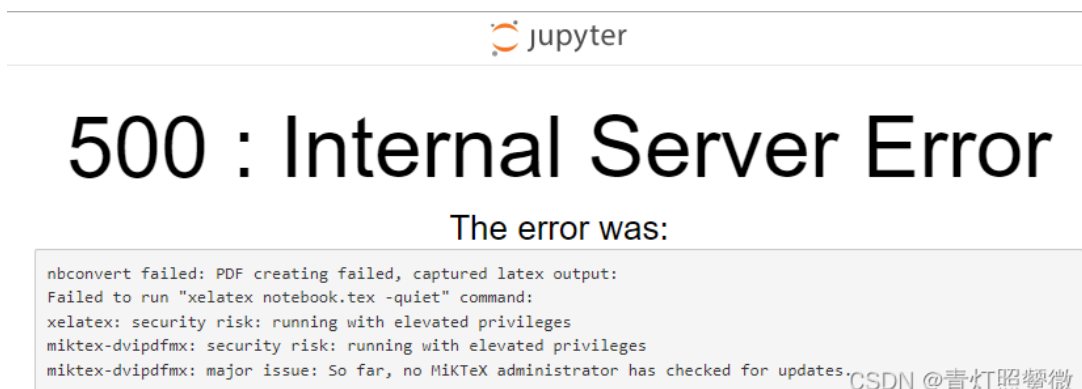 jupyter
500 : Internal Server Error
The error was:
nbconvert failed: PDF creating failed, captured latex output:
Failed to run "xelatex notebook.tex -quiet" command:
xelatex: security risk: running with elevated privileges
miktex-dvipdfmx: security risk: running with elevated privileges
miktex-dvipdfmx: major issue: So far, no MiKTeX administrator has checked for updates.
CSDN @青灯照颦微